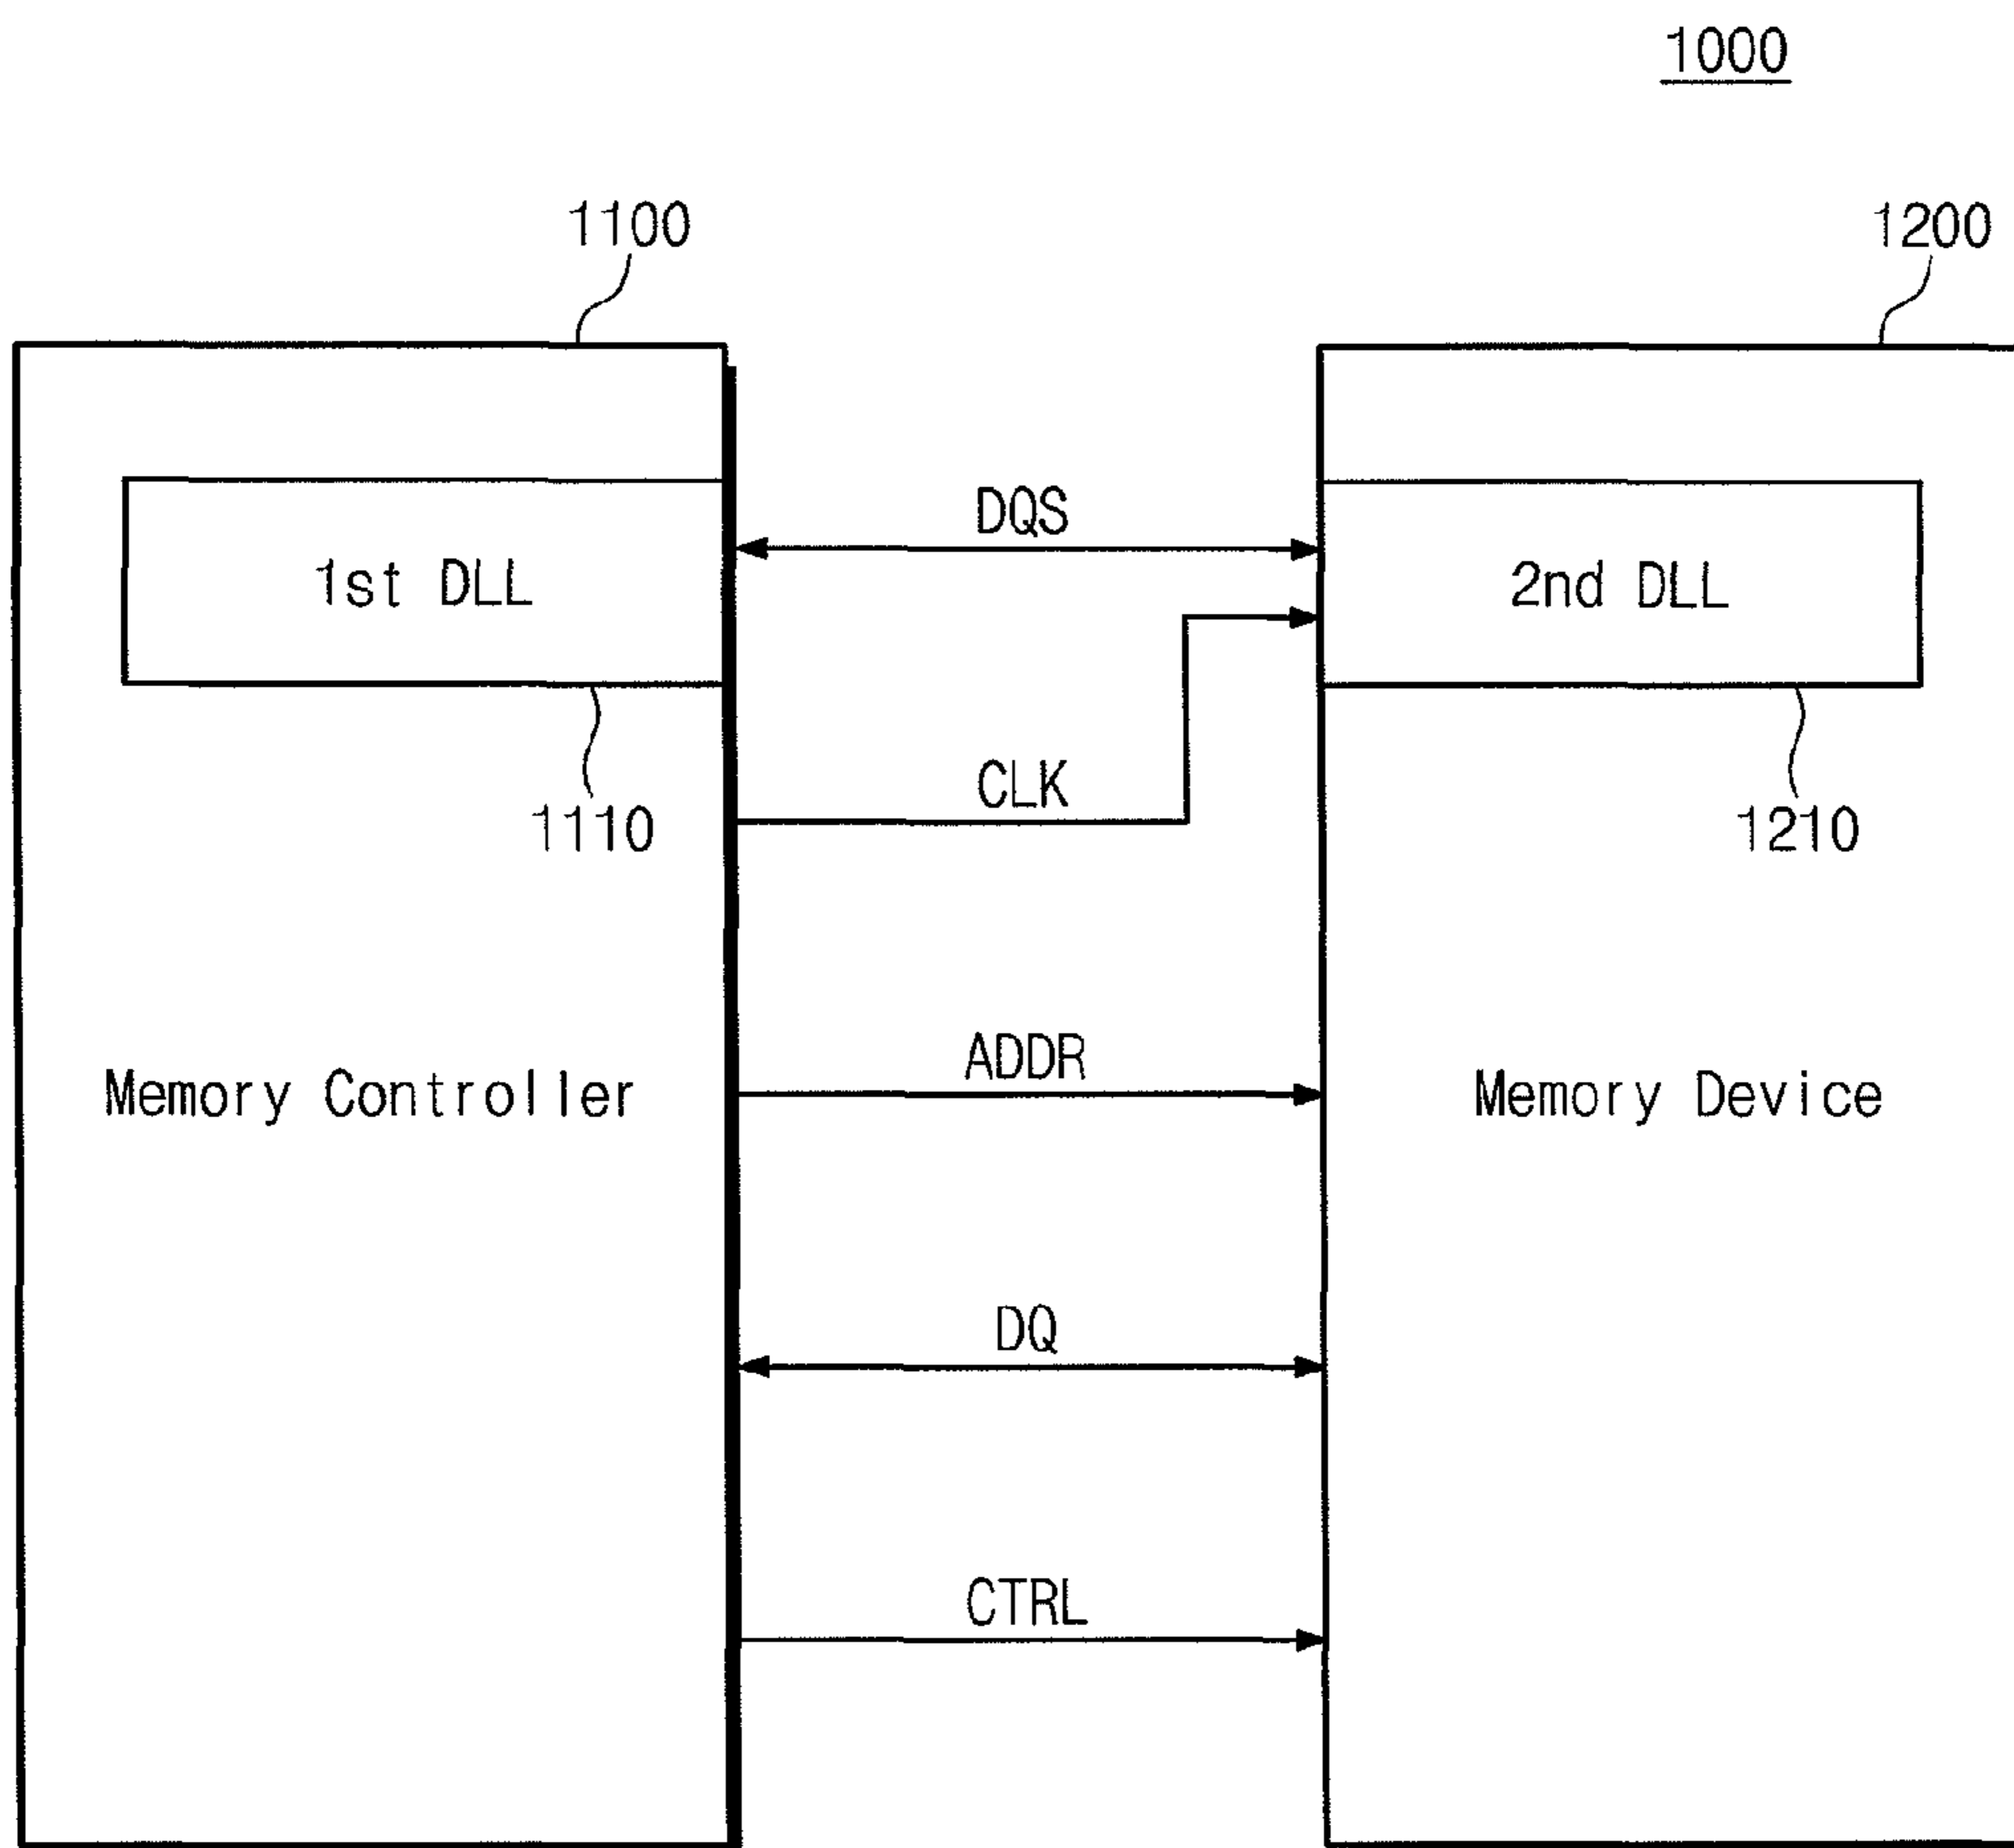 1000
1100
1200
DQS
1st DLL
2nd DLL
CLK
1110
1210
ADDR
Memory Controller
Memory Device
DQ
CTRL